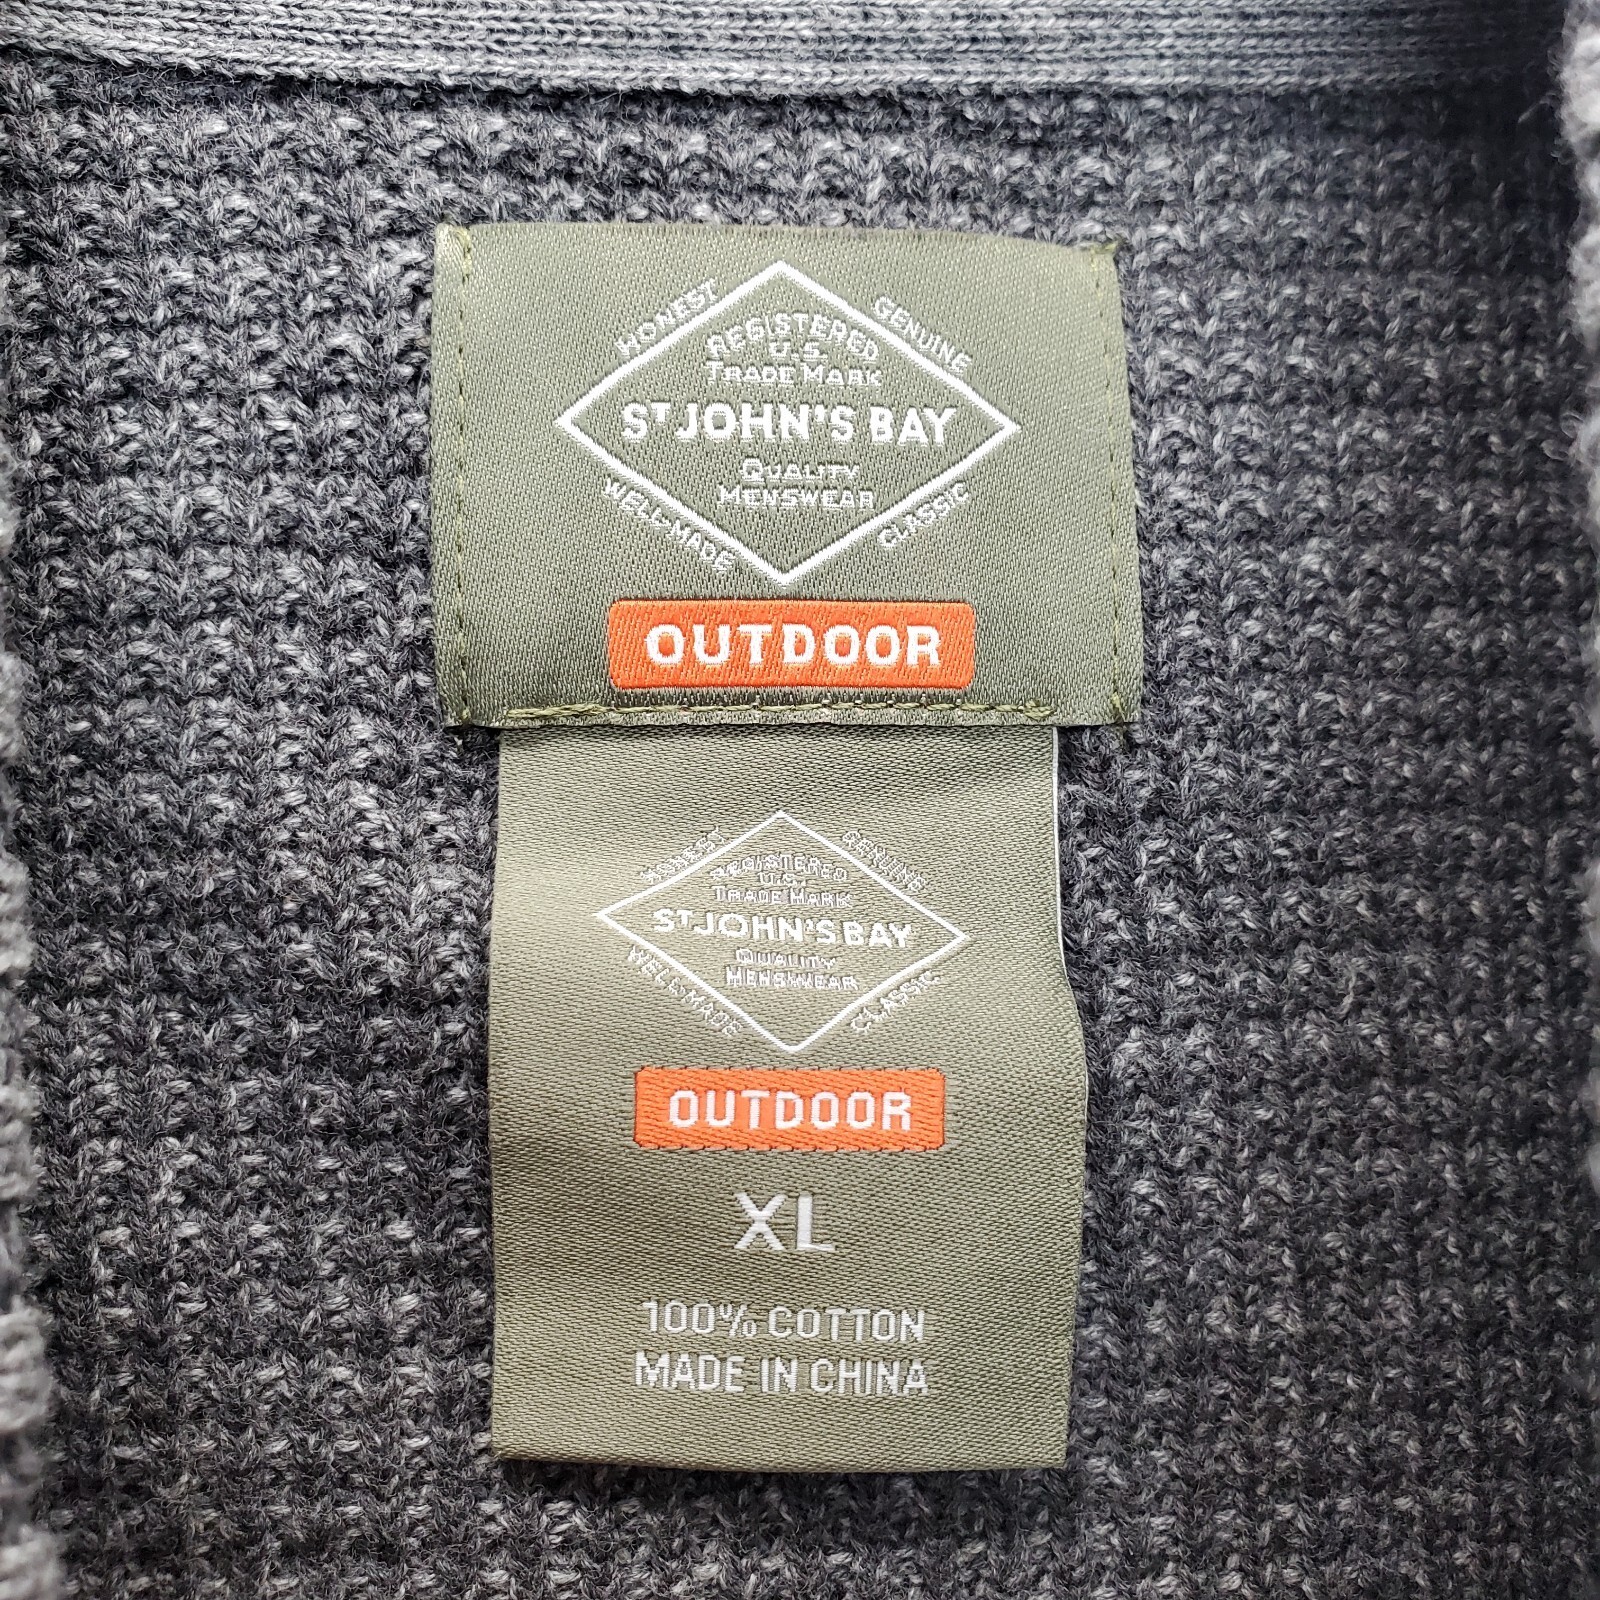 HONEST
GENUINE
REGISTERED
U.S.
TRADE MARK
ST JOHN'S BAY
QUALITY
MENSWEAR
WELL-MADE
CLASSIC
OUTDOOR
HONEST
GENUINE
REGISTERED
U.S.
TRADE MARK
ST JOHN'S BAY
QUALITY
MENSWEAR
WELL-MADE
CLASSIC
OUTDOOR
XL
100% COTTON
MADE IN CHINA